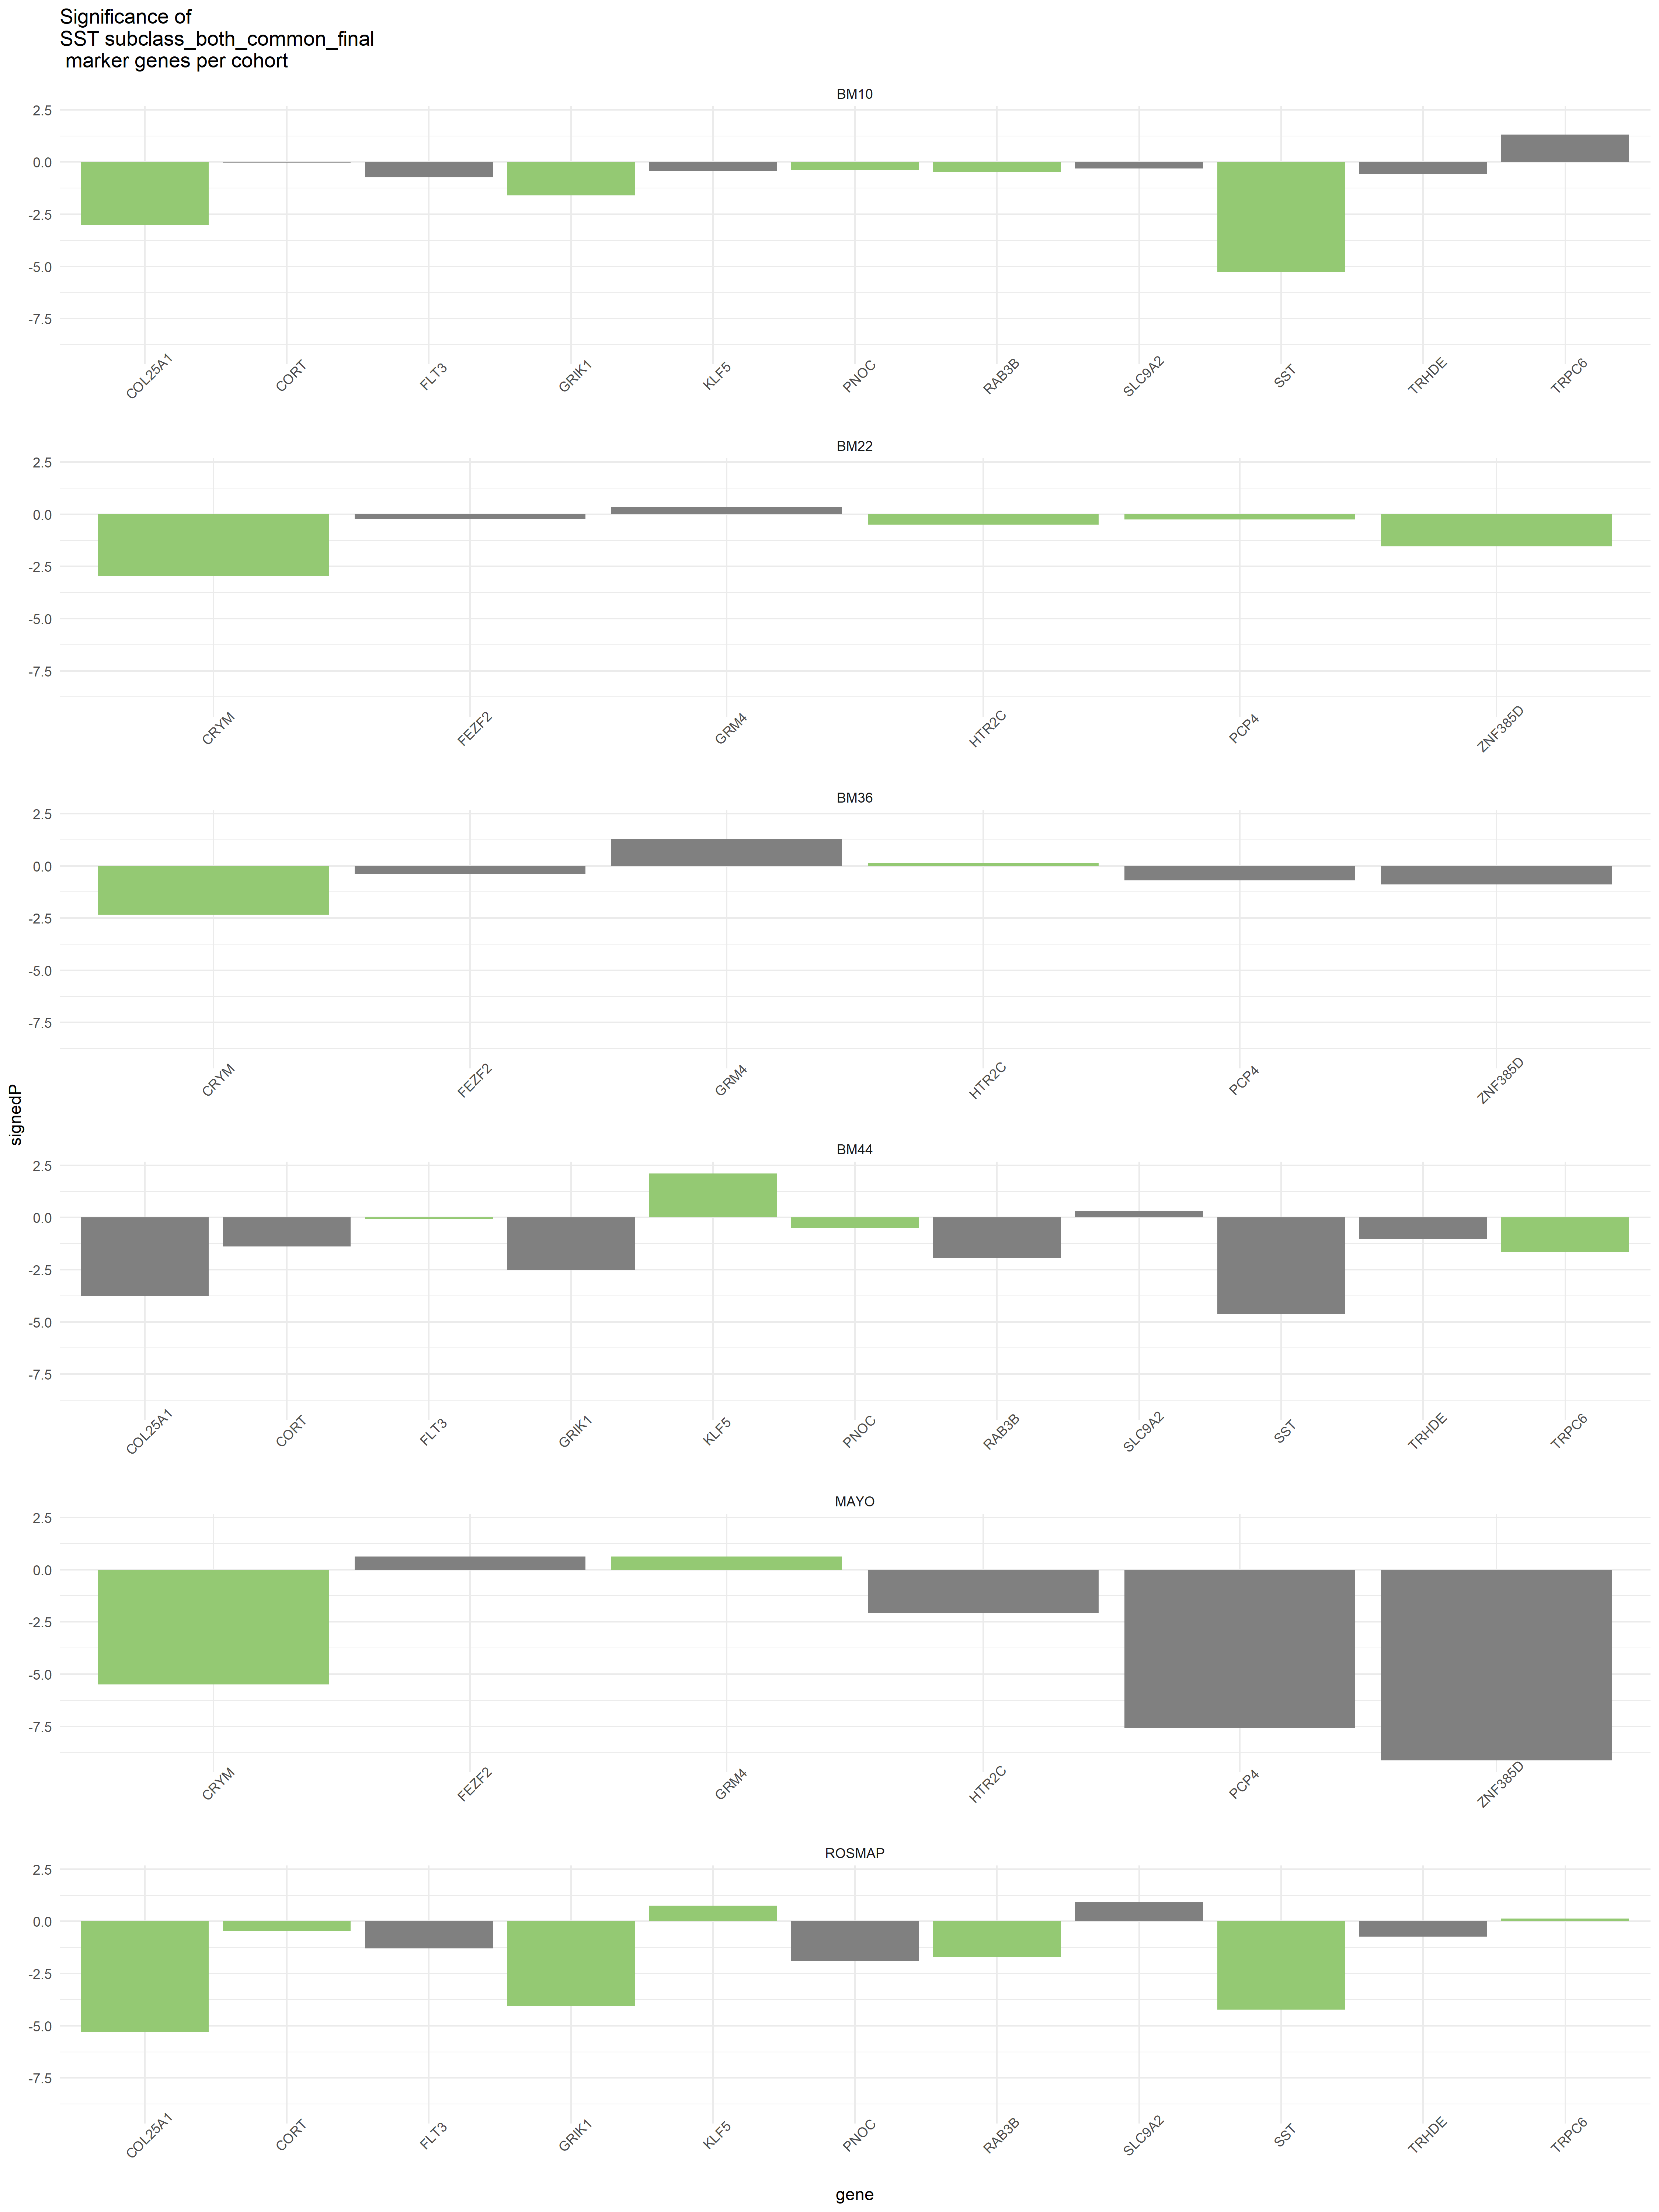 Significance of
SST subclass_both_common_final
marker genes per cohort
signedP
BM10
2.5
0.0
-2.5
-5.0
-7.5
COL25A1 CORT FLT3 GRIK1 KLF5 PNOC RAB3B SLC9A2 SST TRHDE TRPC6
BM22
2.5
0.0
-2.5
-5.0
-7.5
CRYM FEZF2 GRM4 HTR2C PCP4 ZNF385D
BM36
2.5
0.0
-2.5
-5.0
-7.5
CRYM FEZF2 GRM4 HTR2C PCP4 ZNF385D
BM44
2.5
0.0
-2.5
-5.0
-7.5
COL25A1 CORT FLT3 GRIK1 KLF5 PNOC RAB3B SLC9A2 SST TRHDE TRPC6
MAYO
2.5
0.0
-2.5
-5.0
-7.5
CRYM FEZF2 GRM4 HTR2C PCP4 ZNF385D
ROSMAP
2.5
0.0
-2.5
-5.0
-7.5
COL25A1 CORT FLT3 GRIK1 KLF5 PNOC RAB3B SLC9A2 SST TRHDE TRPC6
gene